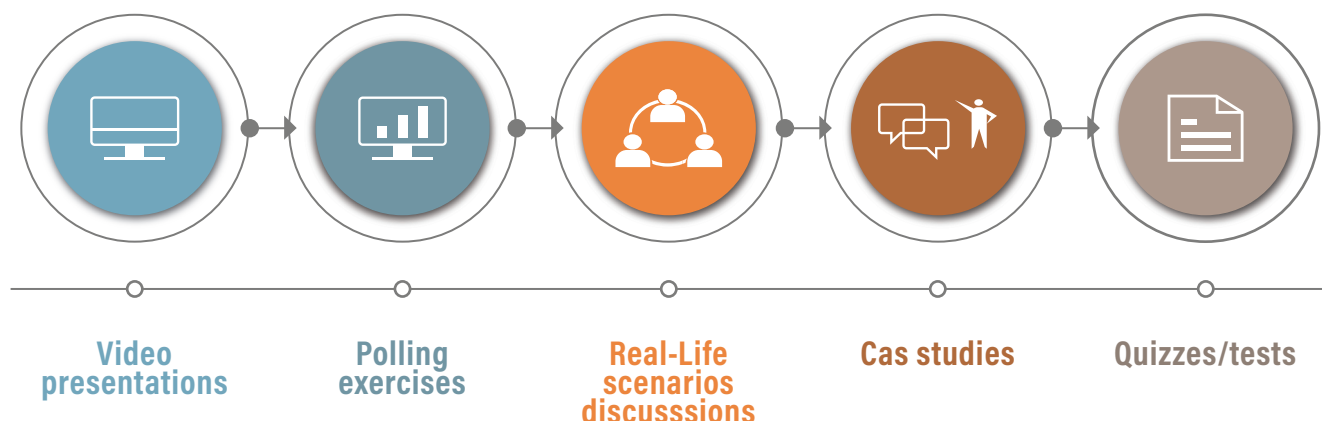 Video
presentations
Polling
exercises
Real-Life
scenarios
discusssions
Cas studies
Quizzes/tests